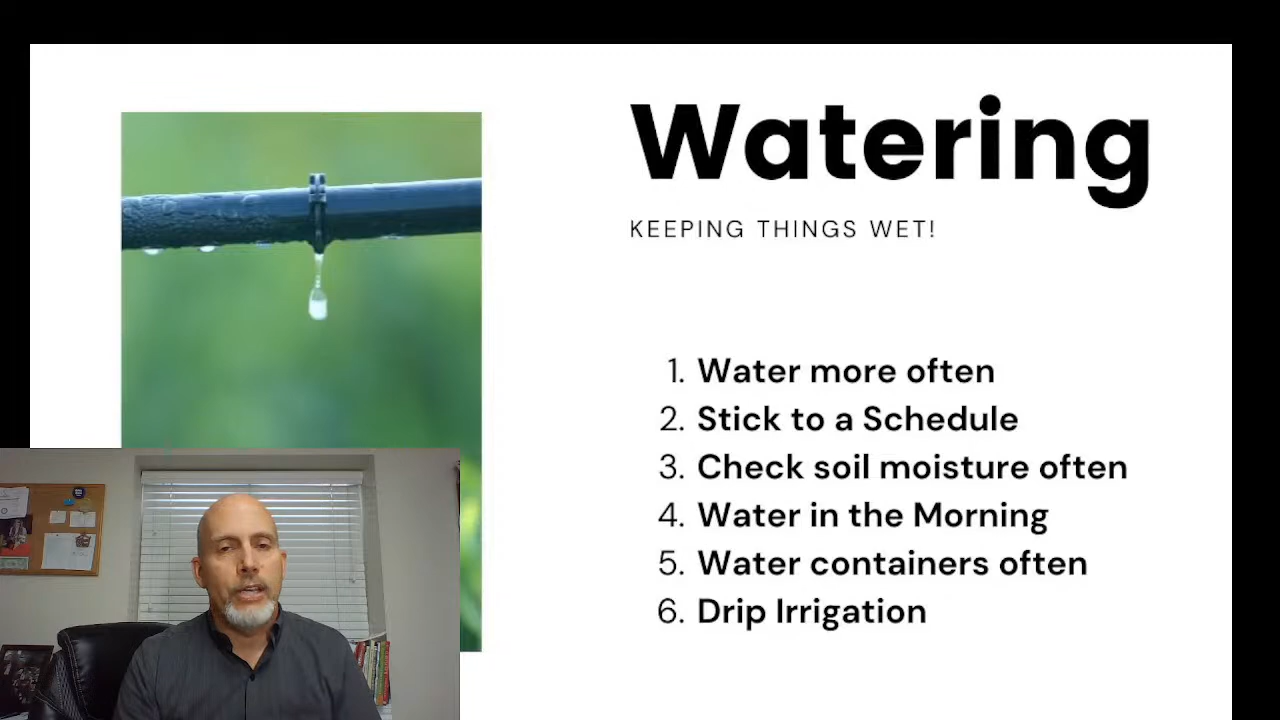 Watering
KEEPING THINGS WET!
1. Water more often
2. Stick to a Schedule
3. Check soil moisture often
4. Water in the Morning
5. Water containers often
6. Drip Irrigation